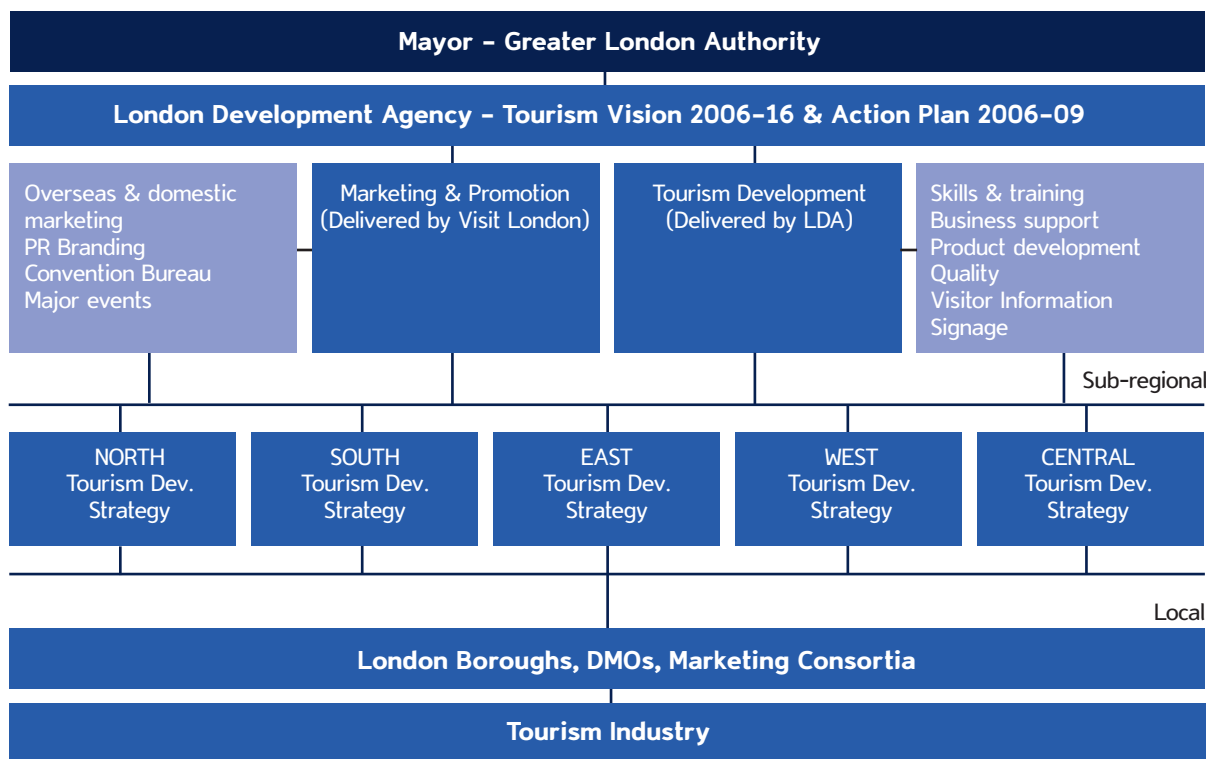 Mayor – Greater London Authority
London Development Agency – Tourism Vision 2006–16 & Action Plan 2006–09
Overseas & domestic
marketing
PR Branding
Convention Bureau
Major events
Marketing & Promotion
(Delivered by Visit London)
Tourism Development
(Delivered by LDA)
Skills & training
Business support
Product development
Quality
Visitor Information
Signage
Sub-regional
NORTH
Tourism Dev.
Strategy
SOUTH
Tourism Dev.
Strategy
EAST
Tourism Dev.
Strategy
WEST
Tourism Dev.
Strategy
CENTRAL
Tourism Dev.
Strategy
Local
London Boroughs, DMOs, Marketing Consortia
Tourism Industry